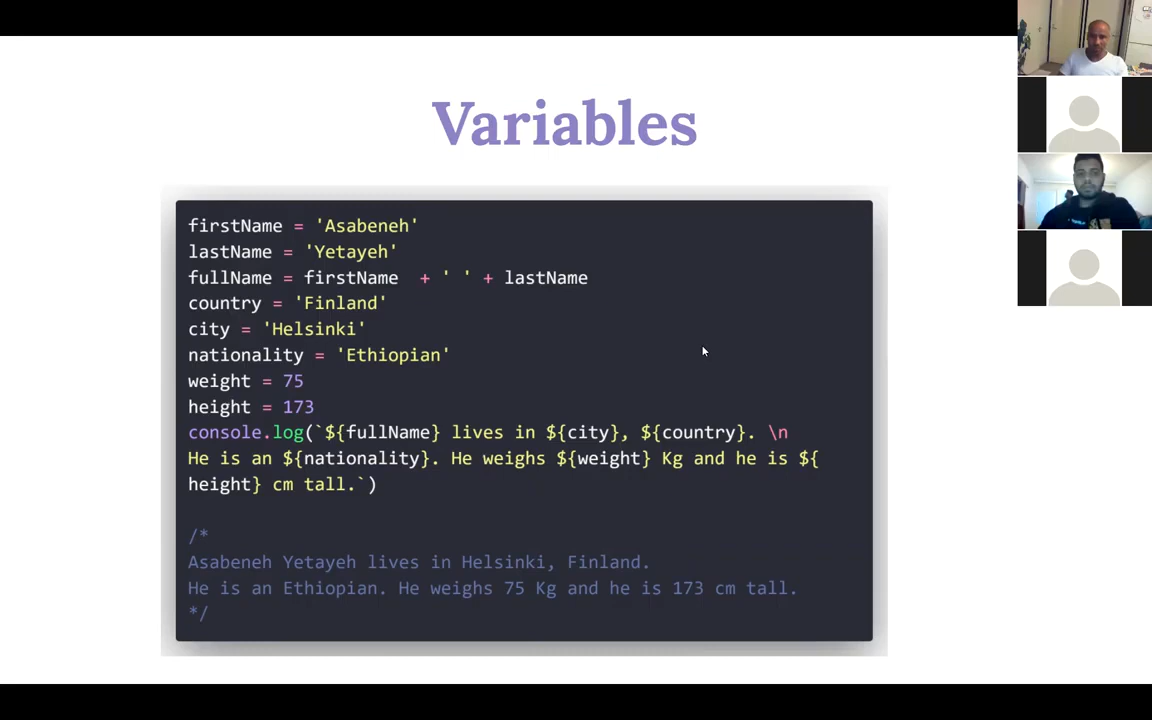 Variables
firstName = 'Asabeneh'
lastName = 'Yetayeh'
fullName = firstName  + ' ' + lastName
country = 'Finland'
city = 'Helsinki'
nationality = 'Ethiopian'
weight = 75
height = 173
console.log(`${fullName} lives in ${city}, ${country}. \n
He is an ${nationality}. He weighs ${weight} Kg and he is ${
height} cm tall.`)
/*
Asabeneh Yetayeh lives in Helsinki, Finland.
He is an Ethiopian. He weighs 75 Kg and he is 173 cm tall.
*/